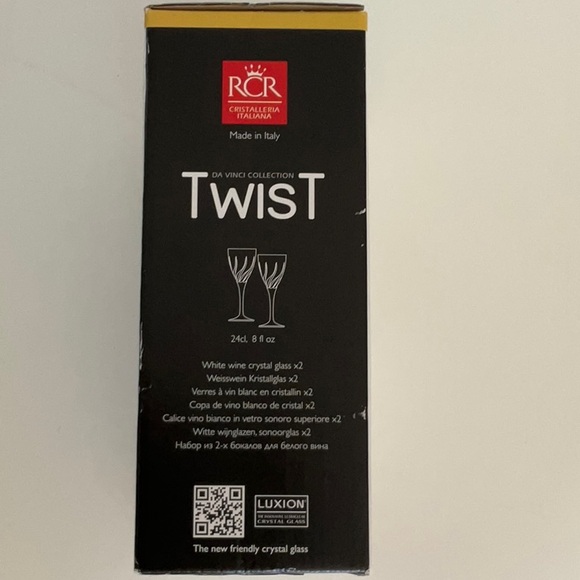 RCR
CRISTALLERIA
ITALIANA
Made in Italy
DA VINCI COLLECTION
TWIST
24cl, 8 fl oz
White wine crystal glass x2
Weisswein Kristallglas x2
Verres à vin blanc en cristallin x2
Copa de vino blanco de cristal x2
Calice vino bianco in vetro sonoro superiore x2
Witte wijnglazen, sonoorglas x2
Набор из 2-х бокалов для белого вина
LUXION
CRYSTAL GLASS
The new friendly crystal glass